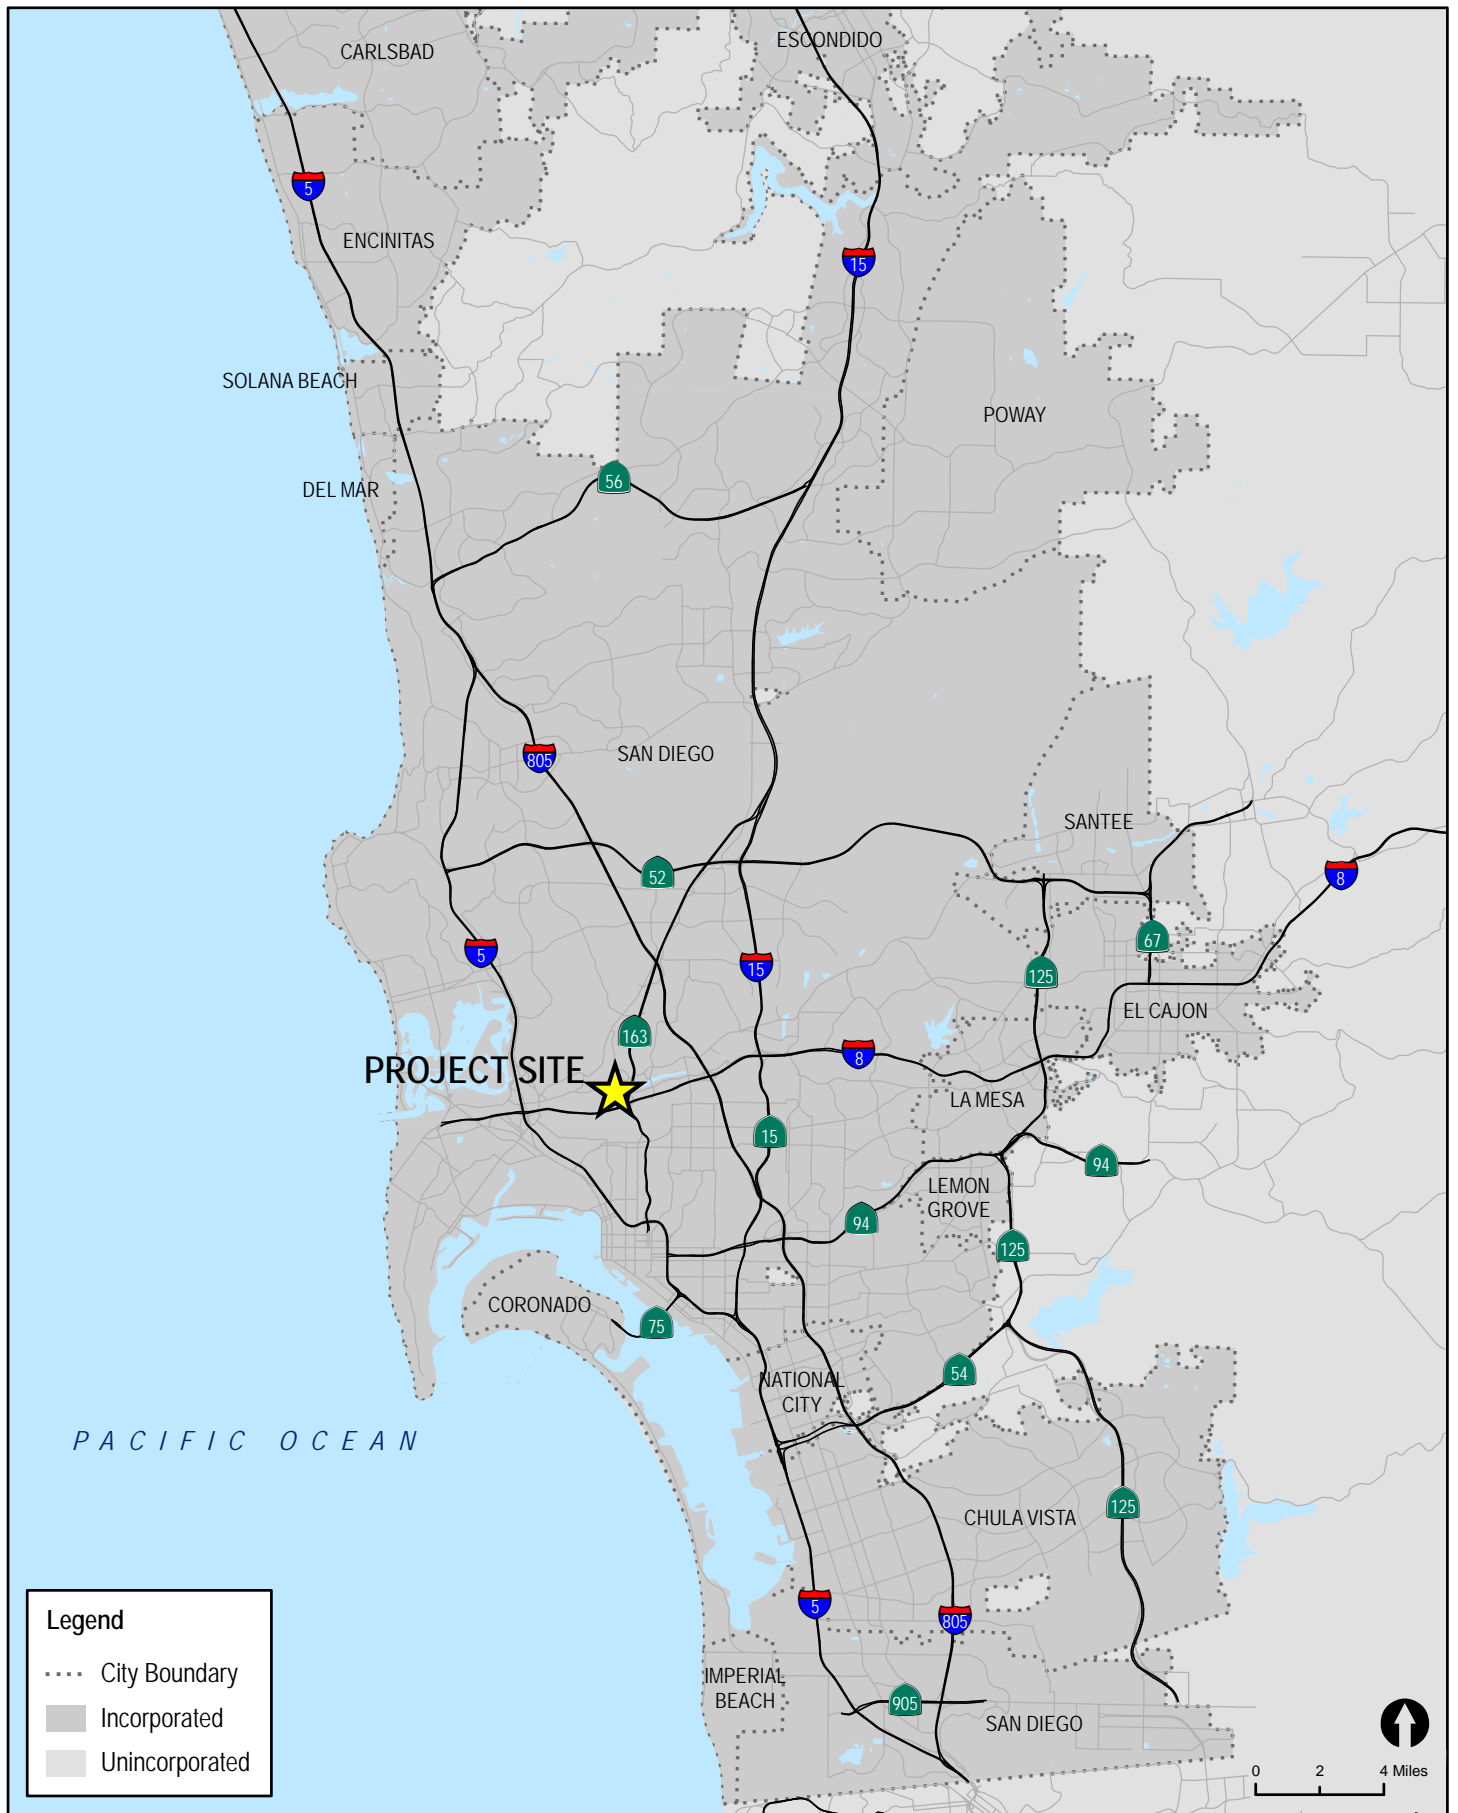 CARLSBAD
ESCONDIDO
5
ENCINITAS
15
SOLANA BEACH
POWAY
56
DEL MAR
805
SAN DIEGO
SANTEE
52
8
5
15
67
125
EL CAJON
163
8
PROJECT SITE
LA MESA
15
94
LEMON
GROVE
94
125
CORONADO
75
54
NATIONAL
CITY
PACIFIC OCEAN
125
CHULA VISTA
5
805
IMPERIAL
BEACH
905
SAN DIEGO
Legend
City Boundary
Incorporated
Unincorporated
0 2 4 Miles